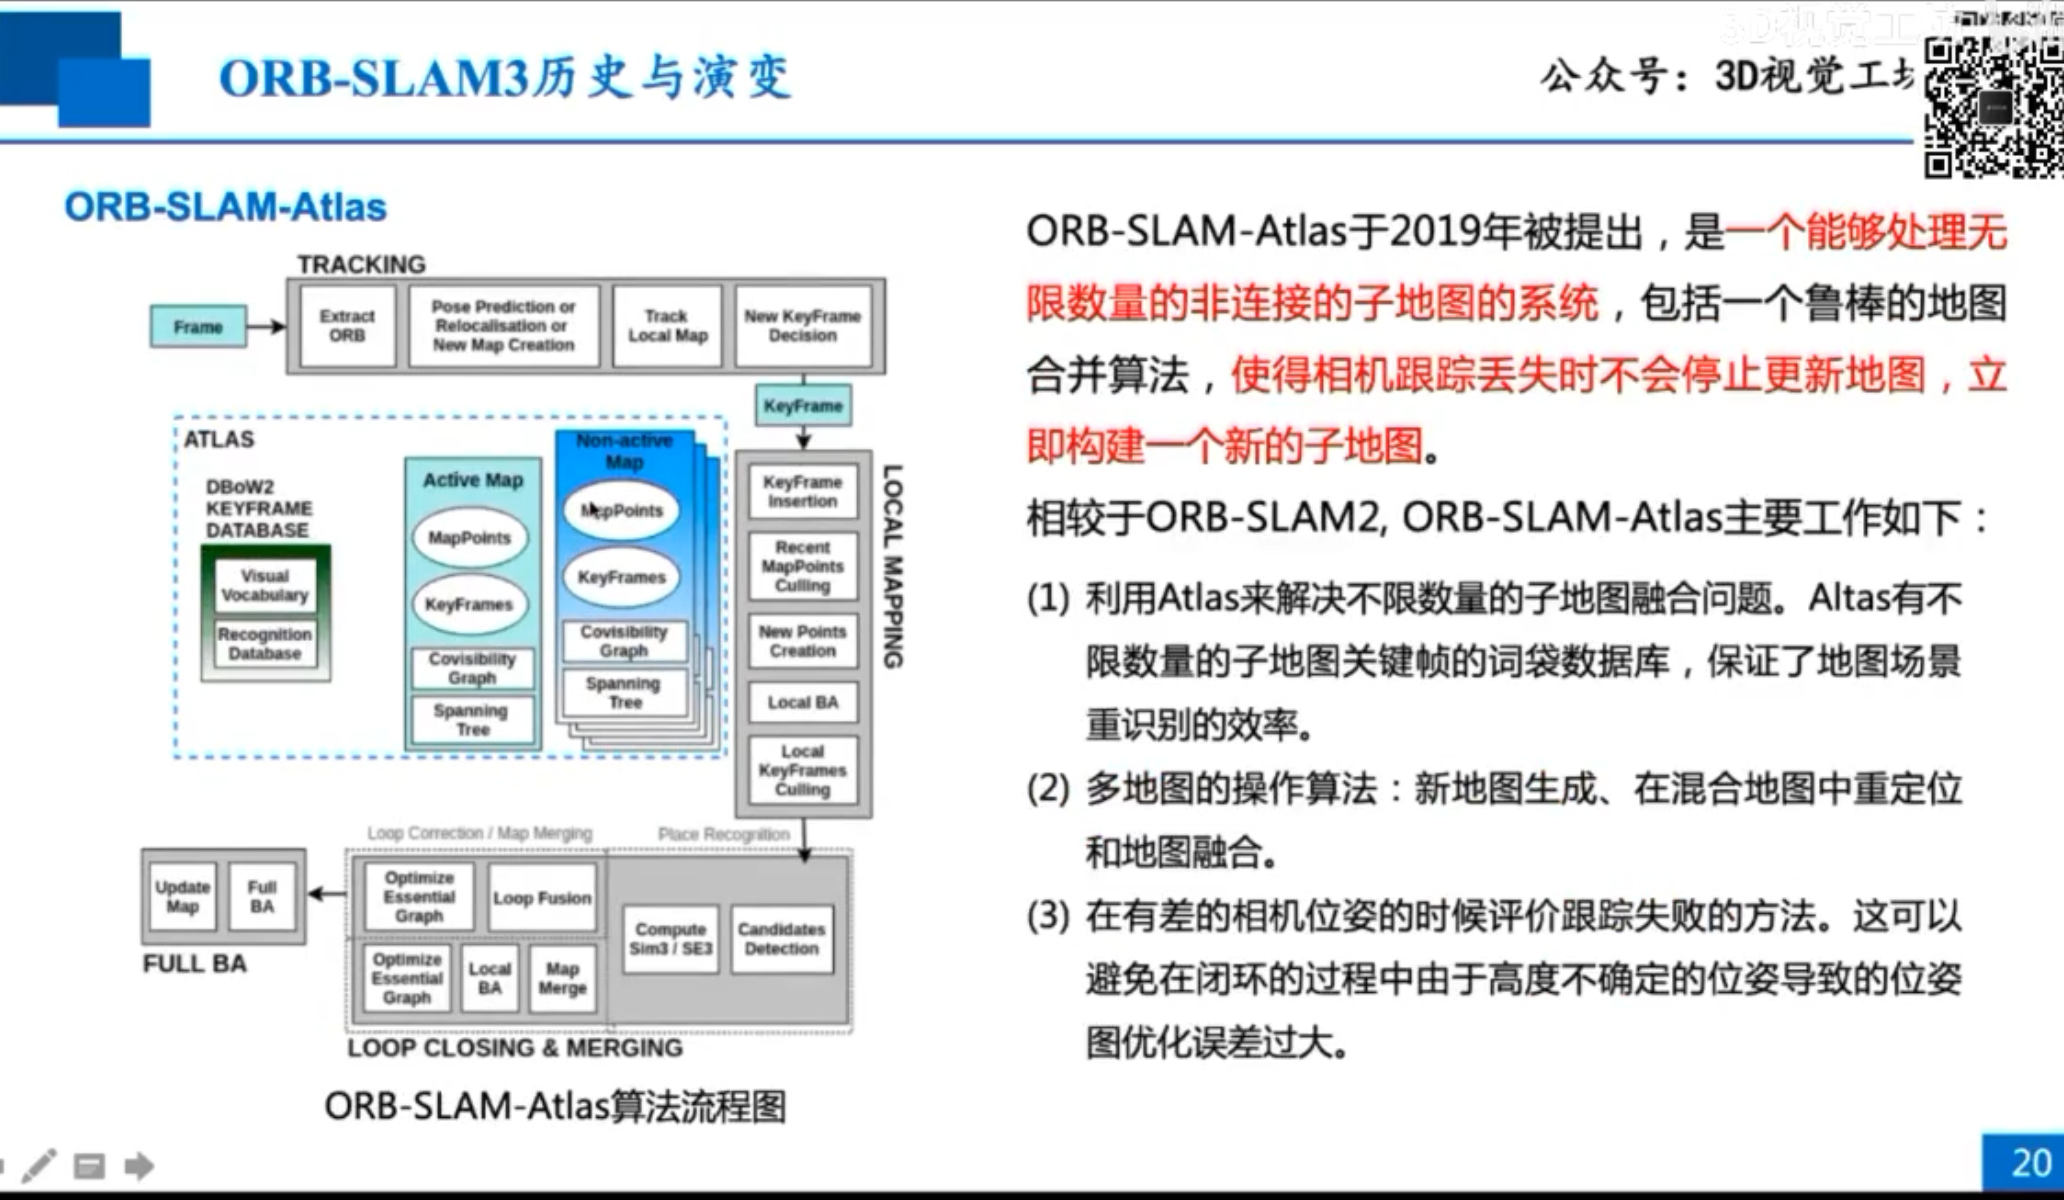 3D视觉工
ORB-SLAM3历史与演变
公众号：3D视觉工坊
ORB-SLAM-Atlas
TRACKING
Frame
Extract
ORB
Pose Prediction or
Relocalisation or
New Map Creation
Track
Local Map
New KeyFrame
Decision
KeyFrame
ATLAS
DBoW2
KEYFRAME
DATABASE
Visual
Vocabulary
Recognition
Database
Active Map
MapPoints
KeyFrames
Covisibility
Graph
Spanning
Tree
Non-active
Map
MapPoints
KeyFrames
Covisibility
Graph
Spanning
Tree
KeyFrame
Insertion
Recent
MapPoints
Culling
New Points
Creation
Local BA
Local
KeyFrames
Culling
LOCAL MAPPING
Loop Correction / Map Merging
Place Recognition
Update
Map
Full
BA
FULL BA
Optimize
Essential
Graph
Loop Fusion
Optimize
Essential
Graph
Local
BA
Map
Merge
Compute
Sim3 / SE3
Candidates
Detection
LOOP CLOSING & MERGING
ORB-SLAM-Atlas算法流程图
ORB-SLAM-Atlas于2019年被提出，是一个能够处理无
限数量的非连接的子地图的系统，包括一个鲁棒的地图
合并算法，使得相机跟踪丢失时不会停止更新地图，立
即构建一个新的子地图。
相较于ORB-SLAM2, ORB-SLAM-Atlas主要工作如下：
(1) 利用Atlas来解决不限数量的子地图融合问题。Altas有不
限数量的子地图关键帧的词袋数据库，保证了地图场景
重识别的效率。
(2) 多地图的操作算法：新地图生成、在混合地图中重定位
和地图融合。
(3) 在有差的相机位姿的时候评价跟踪失败的方法。这可以
避免在闭环的过程中由于高度不确定的位姿导致的位姿
图优化误差过大。
20